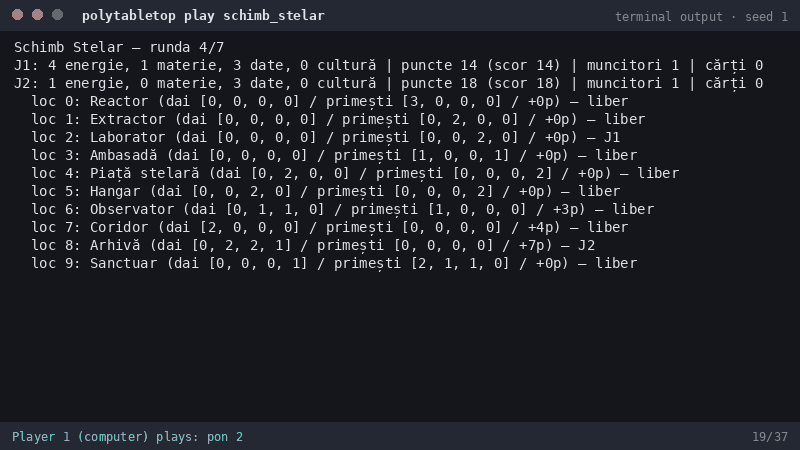 polytabletop play schimb_stelar
terminal output · seed 1
Schimb Stelar — runda 4/7
J1: 4 energie, 1 materie, 3 date, 0 cultură | puncte 14 (scor 14) | muncitori 1 | cărți 0
J2: 1 energie, 0 materie, 3 date, 0 cultură | puncte 18 (scor 18) | muncitori 1 | cărți 0
loc 0: Reactor (dai [0, 0, 0, 0] / primești [3, 0, 0, 0] / +0p) — liber
loc 1: Extractor (dai [0, 0, 0, 0] / primești [0, 2, 0, 0] / +0p) — liber
loc 2: Laborator (dai [0, 0, 0, 0] / primești [0, 0, 2, 0] / +0p) — J1
loc 3: Ambasadă (dai [0, 0, 0, 0] / primești [1, 0, 0, 1] / +0p) — liber
loc 4: Piață stelară (dai [0, 2, 0, 0] / primești [0, 0, 0, 2] / +0p) — liber
loc 5: Hangar (dai [0, 0, 2, 0] / primești [0, 0, 0, 2] / +0p) — liber
loc 6: Observator (dai [0, 1, 1, 0] / primești [1, 0, 0, 0] / +3p) — liber
loc 7: Coridor (dai [2, 0, 0, 0] / primești [0, 0, 0, 0] / +4p) — liber
loc 8: Arhivă (dai [0, 2, 2, 1] / primești [0, 0, 0, 0] / +7p) — J2
loc 9: Sanctuar (dai [0, 0, 0, 1] / primești [2, 1, 1, 0] / +0p) — liber
Player 1 (computer) plays: pon 2
19/37